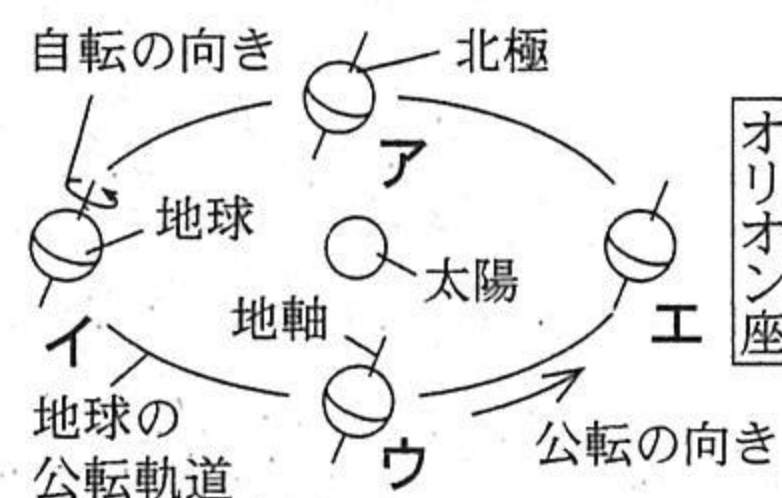 自転の向き
北極
ア
地球
太陽
地軸
イ
エ
オリオン座
ウ
地球の
公転軌道
公転の向き